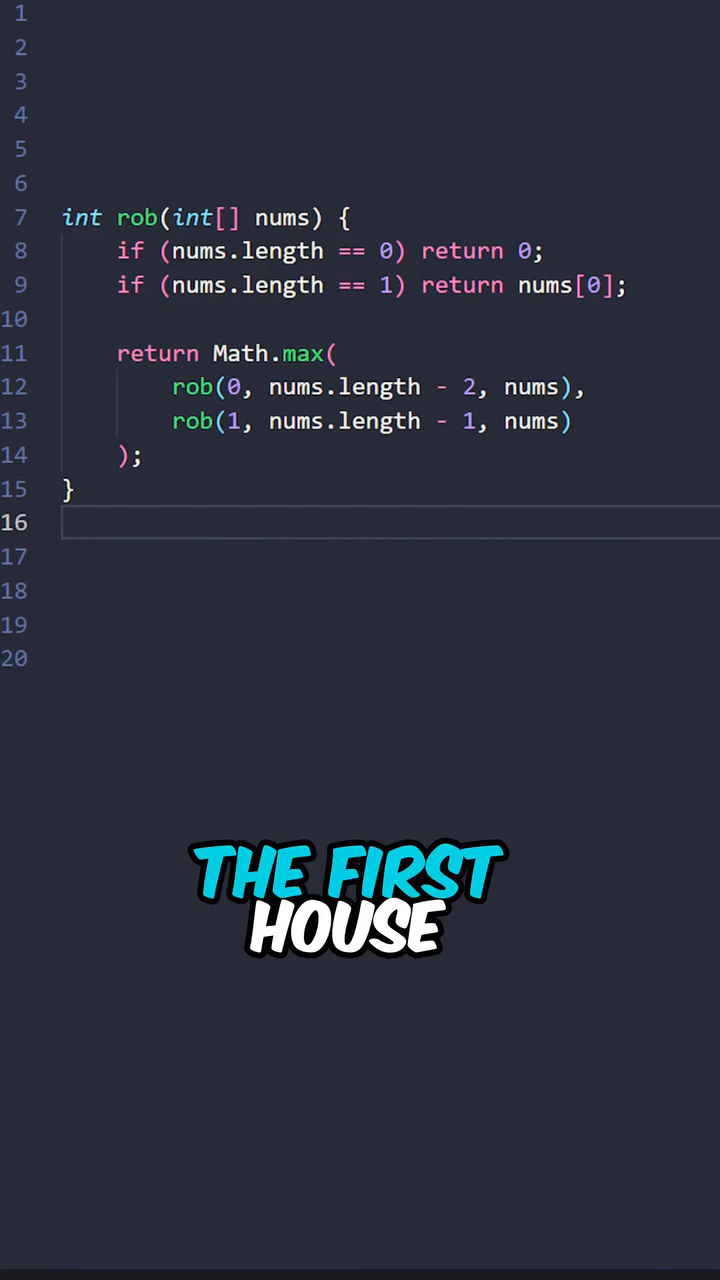 1
2
3
4
5
6
7 int rob(int[] nums) {
8     if (nums.length == 0) return 0;
9     if (nums.length == 1) return nums[0];
10
11     return Math.max(
12         rob(0, nums.length - 2, nums),
13         rob(1, nums.length - 1, nums)
14     );
15 }
16
17
18
19
20
THE FIRST
HOUSE